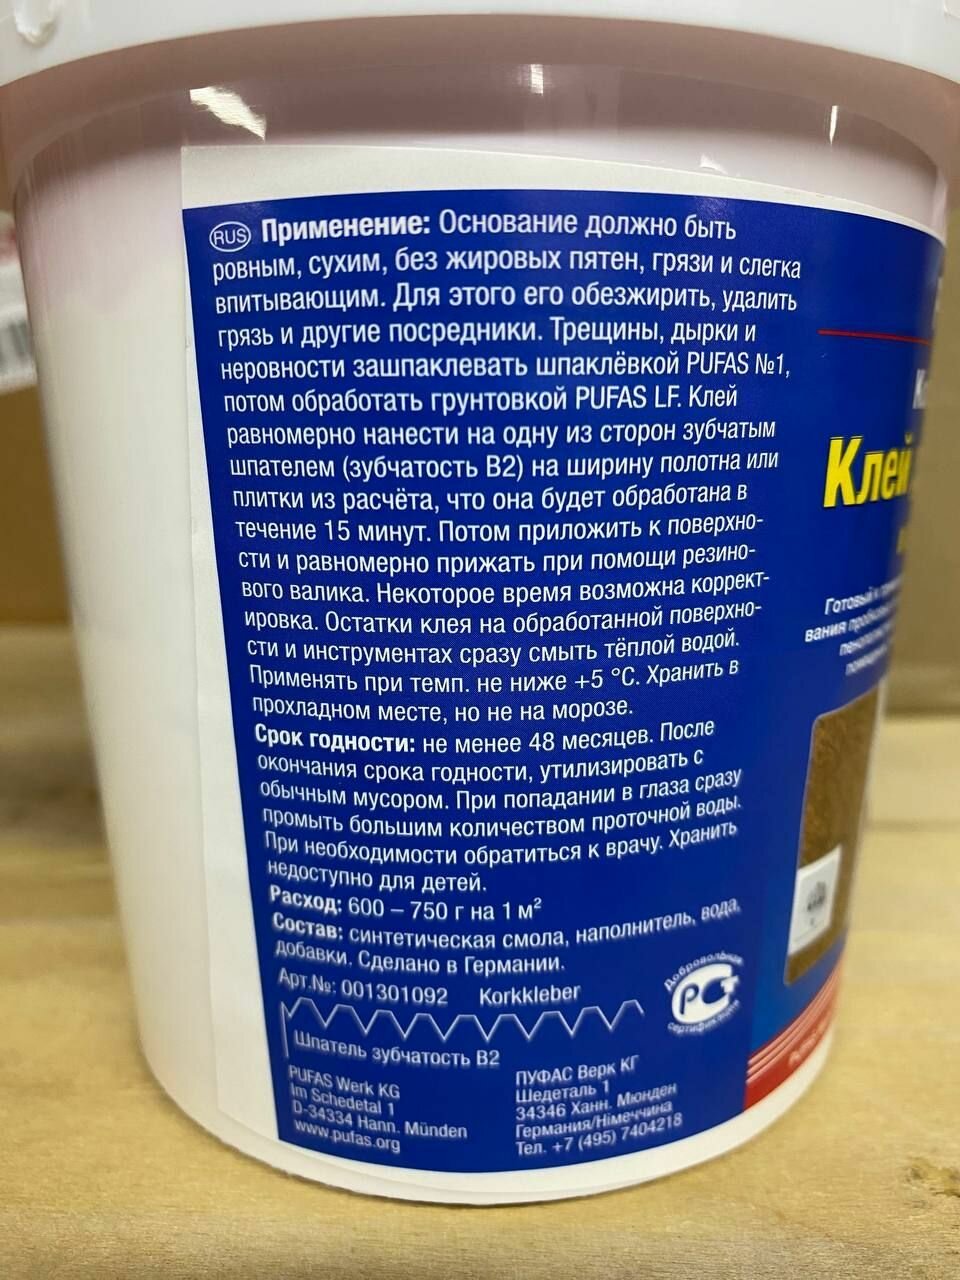 RUS Применение: Основание должно быть
ровным, сухим, без жировых пятен, грязи и слегка
впитывающим. Для этого его обезжирить, удалить
грязь и другие посредники. Трещины, дырки и
неровности зашпаклевать шпаклёвкой PUFAS №1,
потом обработать грунтовкой PUFAS LF. Клей
равномерно нанести на одну из сторон зубчатым
шпателем (зубчатость В2) на ширину полотна или
плитки из расчёта, что она будет обработана в
течение 15 минут. Потом приложить к поверхно-
сти и равномерно прижать при помощи резино-
вого валика. Некоторое время возможна коррект-
ировка. Остатки клея на обработанной поверхно-
сти и инструментах сразу смыть тёплой водой.
Применять при темп. не ниже +5 °C. Хранить в
прохладном месте, но не на морозе.
Срок годности: не менее 48 месяцев. После
окончания срока годности, утилизировать с
обычным мусором. При попадании в глаза сразу
промыть большим количеством проточной воды.
При необходимости обратиться к врачу. Хранить
недоступно для детей.
Расход: 600 – 750 г на 1 м²
Состав: синтетическая смола, наполнитель, вода,
добавки. Сделано в Германии.
Арт.№: 001301092 Korkkleber
Добровольная
РСТ
сертификация
Шпатель зубчатость В2
PUFAS Werk KG
Im Schedetal 1
D-34334 Hann. Münden
www.pufas.org
ПУФАС Верк КГ
Шедеталь 1
34346 Ханн. Мюнден
Германия/Німеччина
Тел. +7 (495) 7404218
Клей
Готовый к
вания